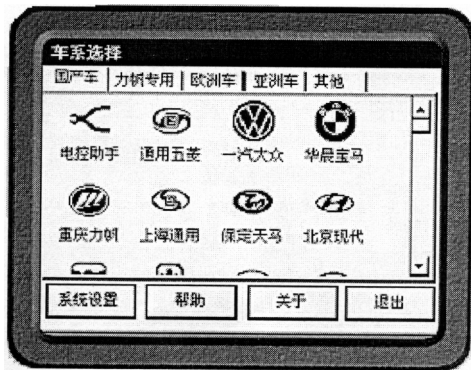 车系选择
国产车 力帆专用 欧洲车 亚洲车 其他
电控助手 通用五菱 一汽大众 华晨宝马
重庆力帆 上海通用 保定天马 北京现代
系统设置 帮助 关于 退出